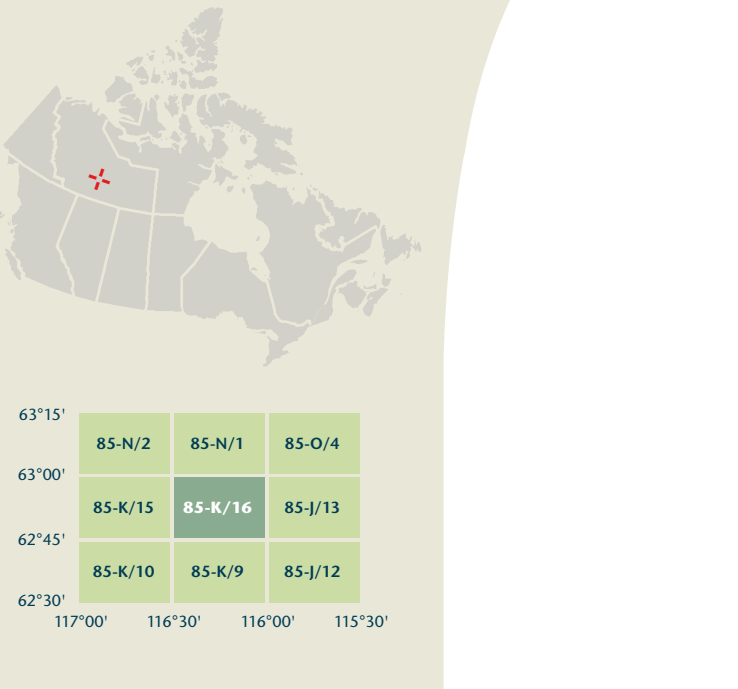 63°15'
85-N/2 85-N/1 85-O/4
63°00'
85-K/15 85-K/16 85-J/13
62°45'
85-K/10 85-K/9 85-J/12
62°30'
117°00' 116°30' 116°00' 115°30'